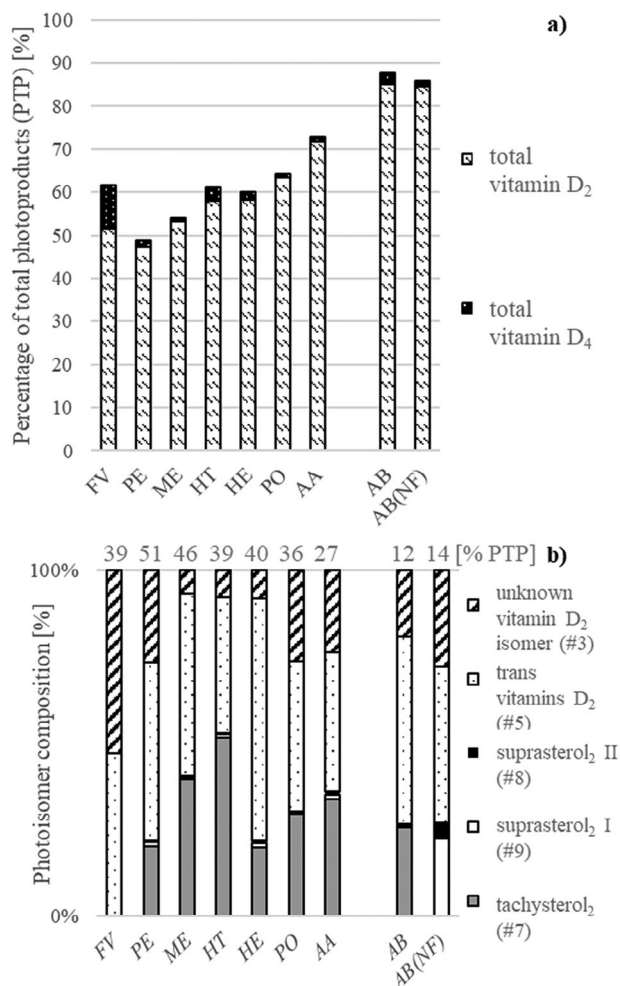 Percentage of total photoproducts (PTP) [%]
100
90
80
70
60
50
40
30
20
10
0
a)
FV PE ME HT HE PO AA AB AB(NF)
total
vitamin D₂
total
vitamin D₄
39 51 46 39 40 36 27 12 14 [% PTP] b)
Photoisomer composition [%]
100%
0%
FV PE ME HT HE PO AA AB AB(NF)
unknown
vitamin D₂
isomer (#3)
trans
vitamins D₂
(#5)
suprasterol₂ II
(#8)
suprasterol₂ I
(#9)
tachysterol₂
(#7)